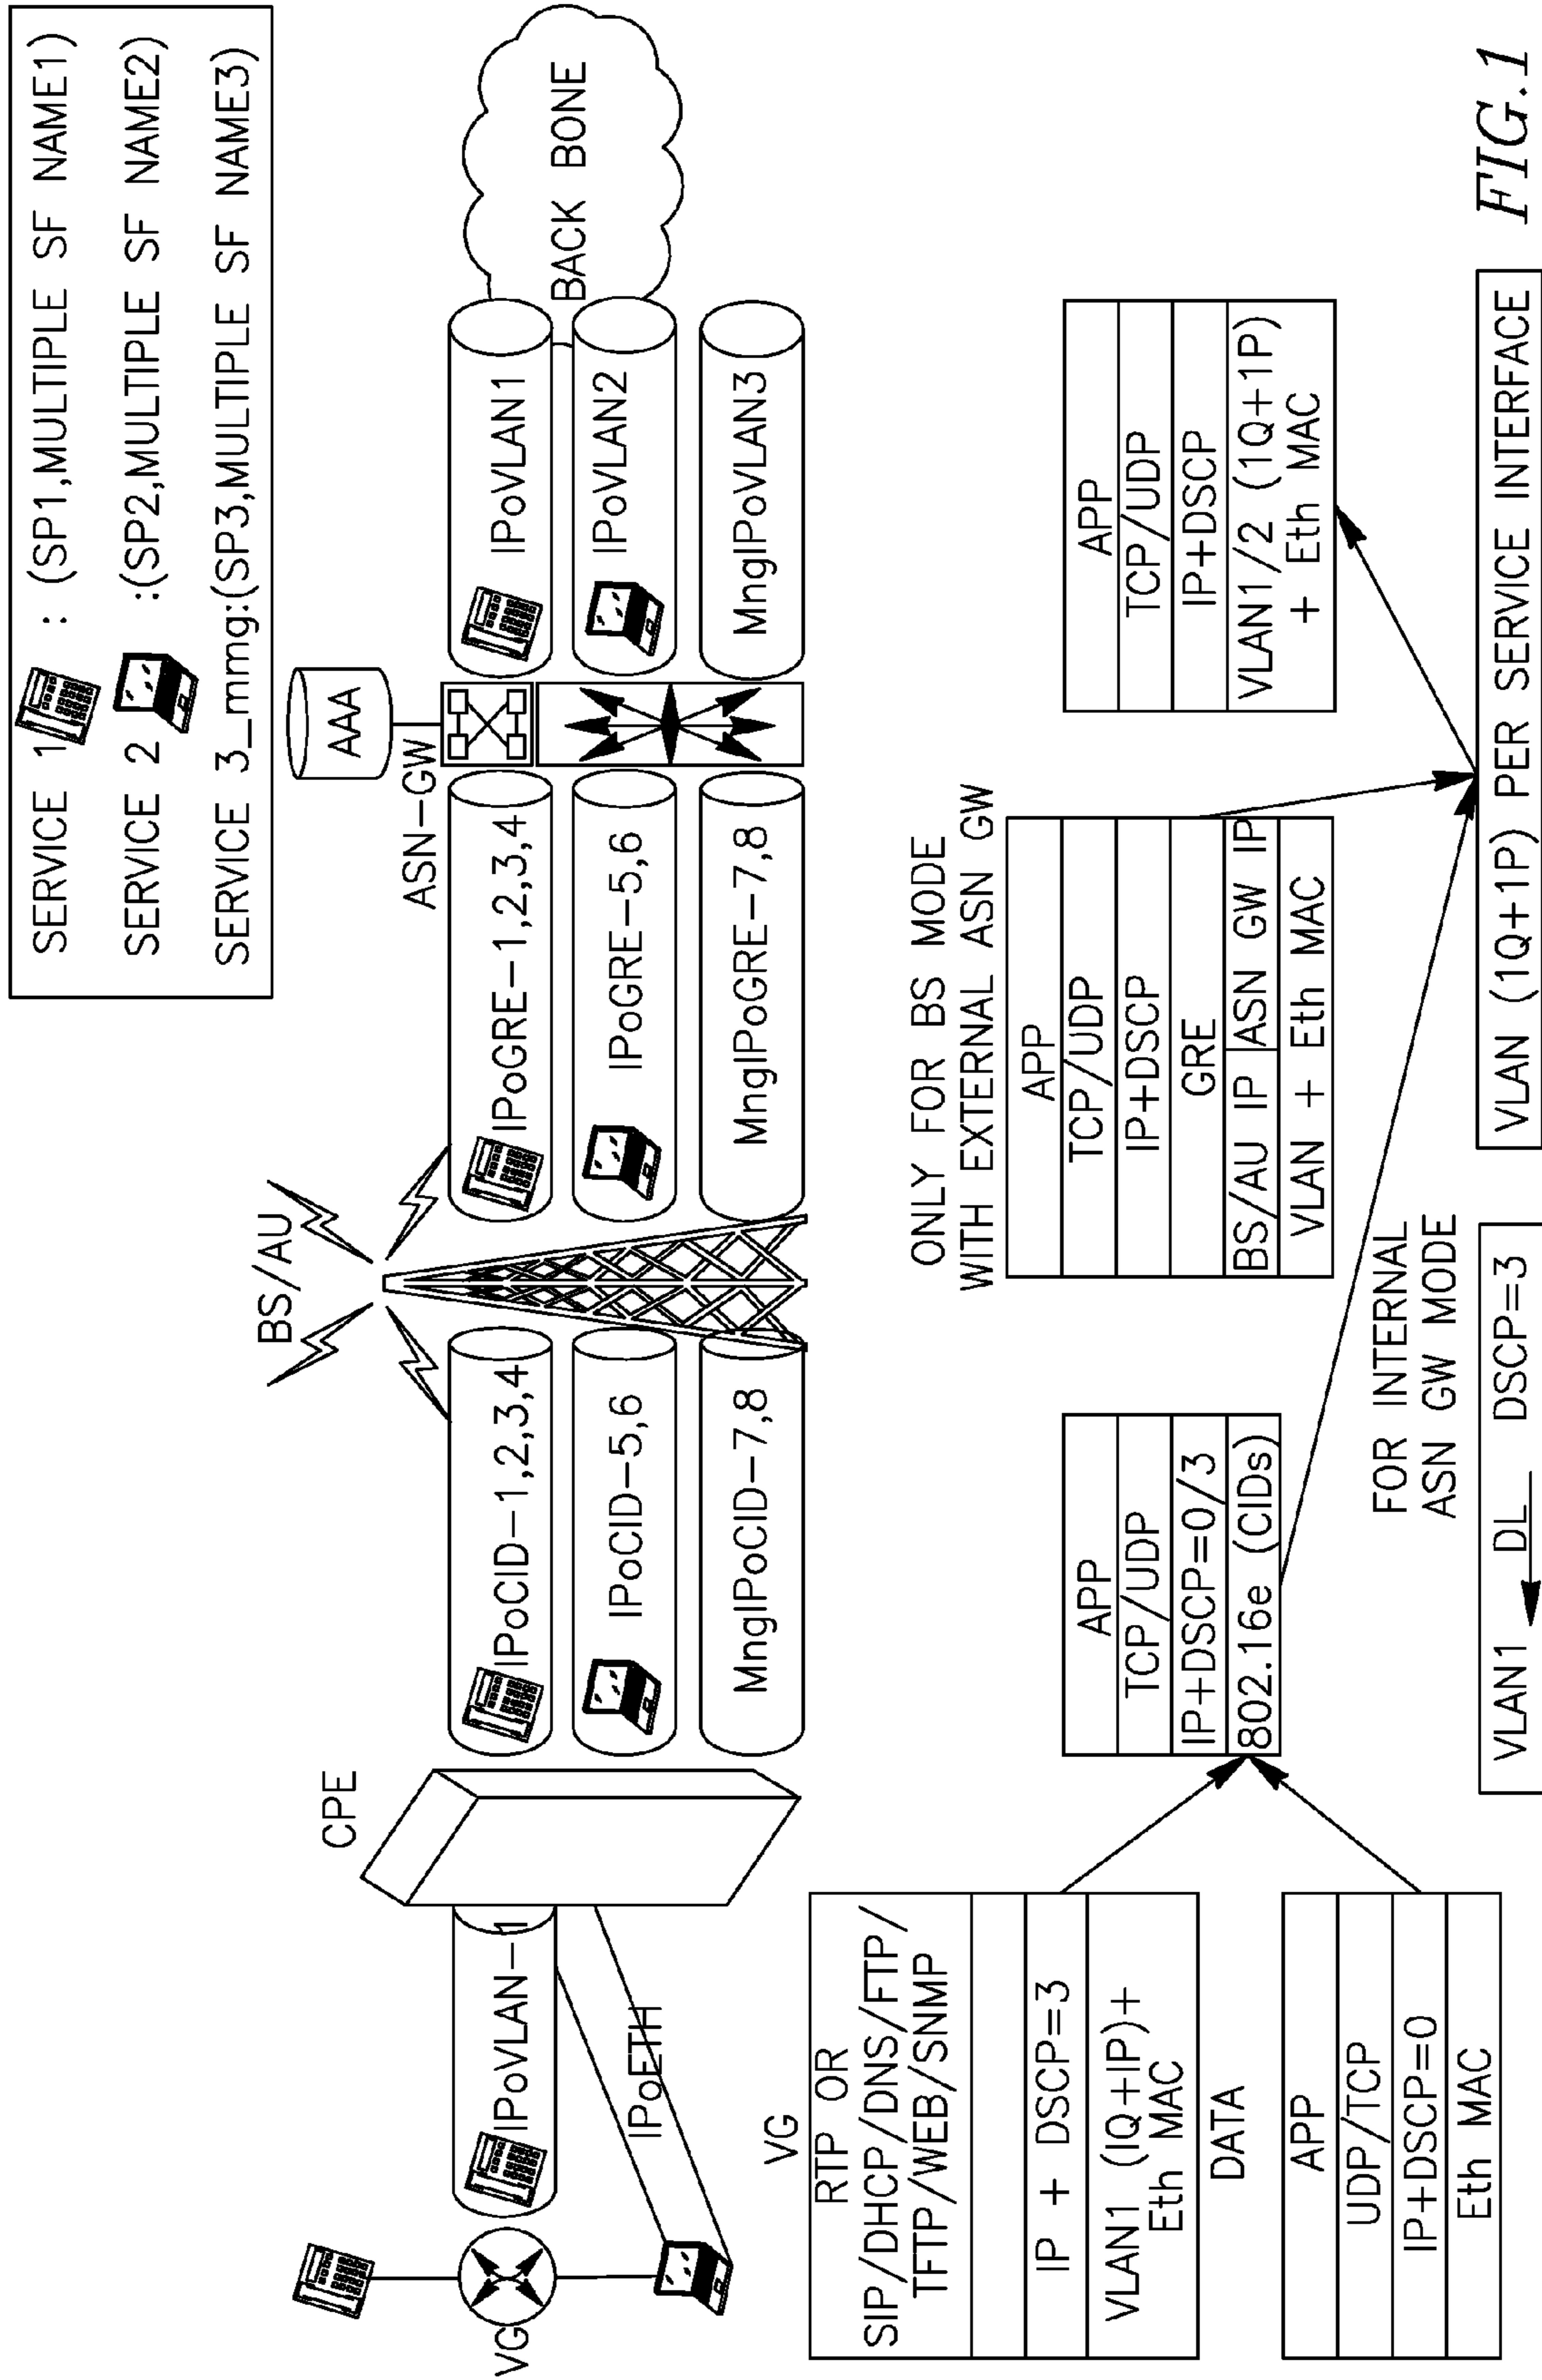 SERVICE 1 : (SP1,MULTIPLE SF NAME1)
SERVICE 2 :(SP2,MULTIPLE SF NAME2)
SERVICE 3_mmg:(SP3,MULTIPLE SF NAME3)
AAA
ASN-GW
BS/AU
CPE
VG
IPoVLAN-1
IPoETH
IPoCID-1,2,3,4
IPoCID-5,6
MngIPoCID-7,8
IPoGRE-1,2,3,4
IPoGRE-5,6
MngIPoGRE-7,8
IPoVLAN1
IPoVLAN2
MngIPoVLAN3
BACK BONE
VG
RTP OR
SIP/DHCP/DNS/FTP/
TFTP/WEB/SNMP
IP + DSCP=3
VLAN1 (IQ+IP)+
Eth MAC
DATA
APP
UDP/TCP
IP+DSCP=0
Eth MAC
APP
TCP/UDP
IP+DSCP=0/3
802.16e (CIDs)
ONLY FOR BS MODE
WITH EXTERNAL ASN GW
APP
TCP/UDP
IP+DSCP
GRE
BS/AU IP ASN GW IP
VLAN + Eth MAC
APP
TCP/UDP
IP+DSCP
VLAN1/2 (1Q+1P)
+ Eth MAC
FOR INTERNAL
ASN GW MODE
VLAN1 DL DSCP=3
VLAN (1Q+1P) PER SERVICE INTERFACE
FIG.1